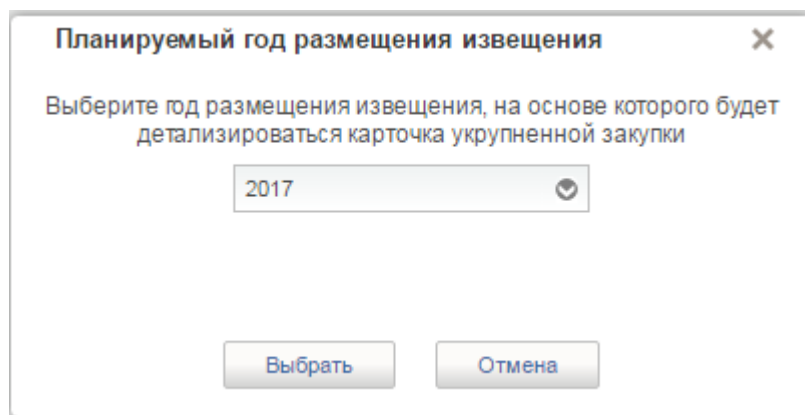 Планируемый год размещения извещения
Выберите год размещения извещения, на основе которого будет
детализироваться карточка укрупненной закупки
2017
Выбрать Отмена